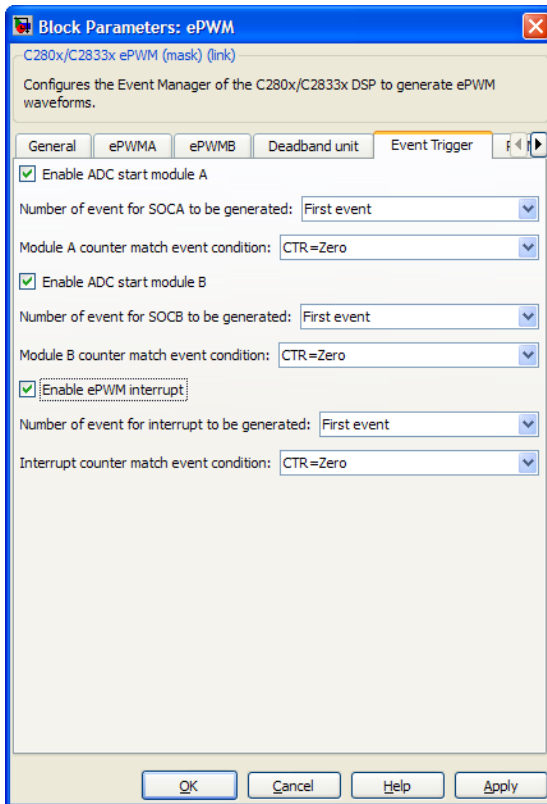 Block Parameters: ePWM
C280x/C2833x ePWM (mask) (link)
Configures the Event Manager of the C280x/C2833x DSP to generate ePWM
waveforms.
General ePWMA ePWMB Deadband unit Event Trigger
Enable ADC start module A
Number of event for SOCA to be generated: First event
Module A counter match event condition: CTR=Zero
Enable ADC start module B
Number of event for SOCB to be generated: First event
Module B counter match event condition: CTR=Zero
Enable ePWM interrupt
Number of event for interrupt to be generated: First event
Interrupt counter match event condition: CTR=Zero
OK Cancel Help Apply